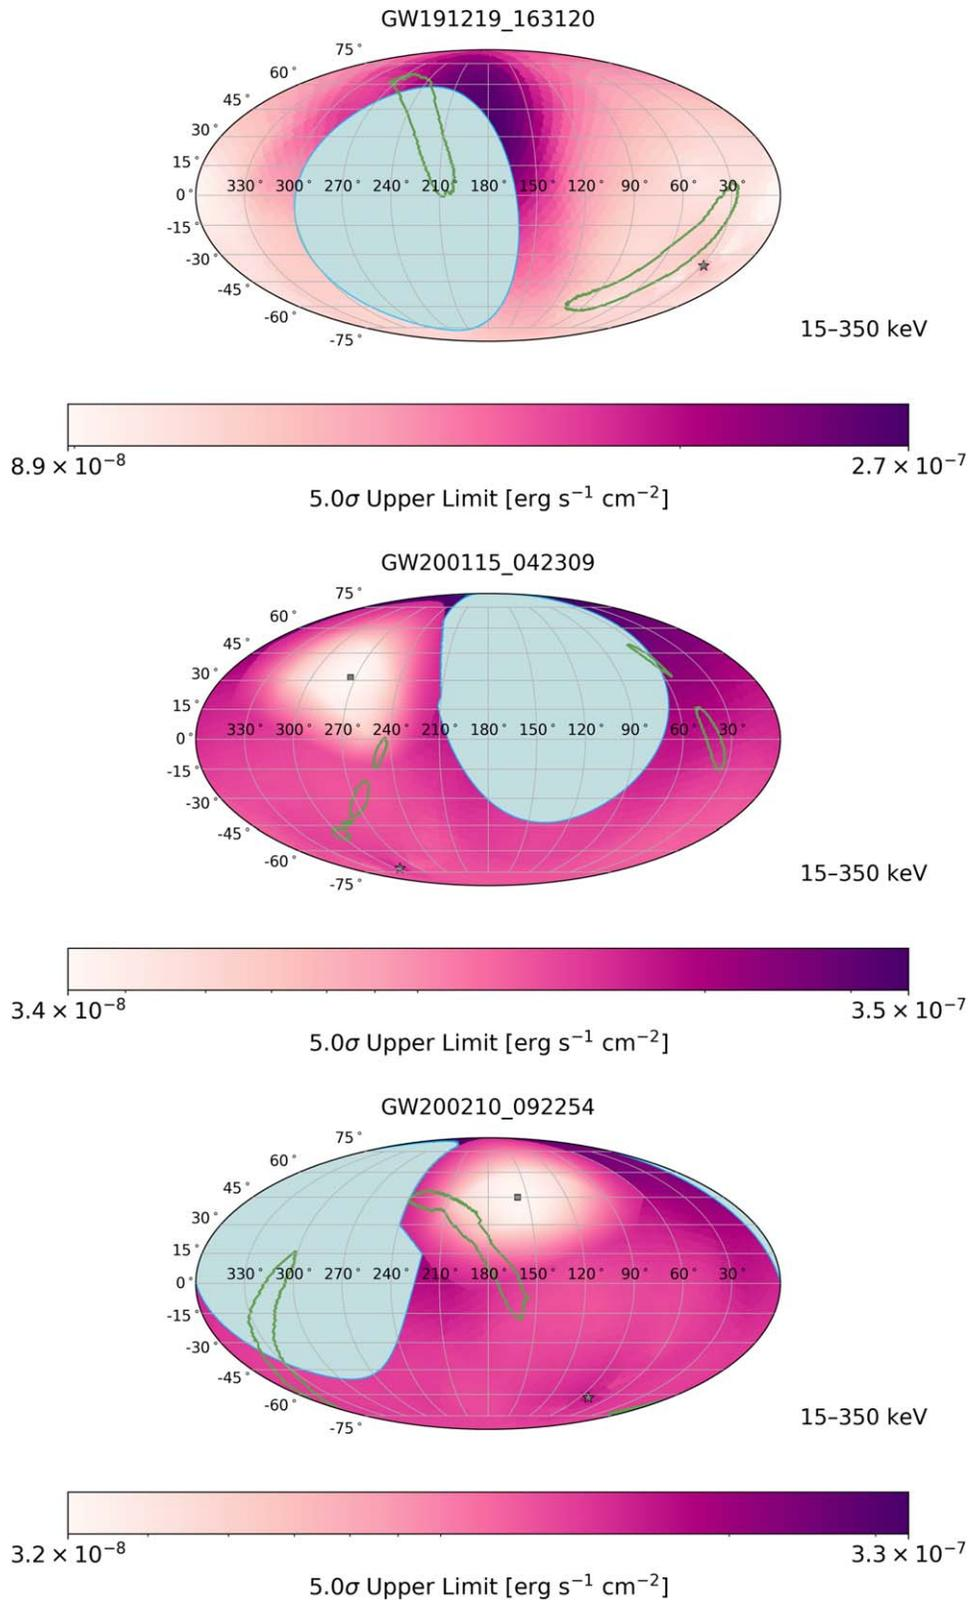 GW191219_163120
75°
60°
45°
30°
15°
0°
-15°
-30°
-45°
-60°
-75°
330° 300° 270° 240° 210° 180° 150° 120° 90° 60° 30°
15–350 keV
8.9 × 10⁻⁸ 2.7 × 10⁻⁷
5.0σ Upper Limit [erg s⁻¹ cm⁻²]
GW200115_042309
75°
60°
45°
30°
15°
0°
-15°
-30°
-45°
-60°
-75°
330° 300° 270° 240° 210° 180° 150° 120° 90° 60° 30°
15–350 keV
3.4 × 10⁻⁸ 3.5 × 10⁻⁷
5.0σ Upper Limit [erg s⁻¹ cm⁻²]
GW200210_092254
75°
60°
45°
30°
15°
0°
-15°
-30°
-45°
-60°
-75°
330° 300° 270° 240° 210° 180° 150° 120° 90° 60° 30°
15–350 keV
3.2 × 10⁻⁸ 3.3 × 10⁻⁷
5.0σ Upper Limit [erg s⁻¹ cm⁻²]